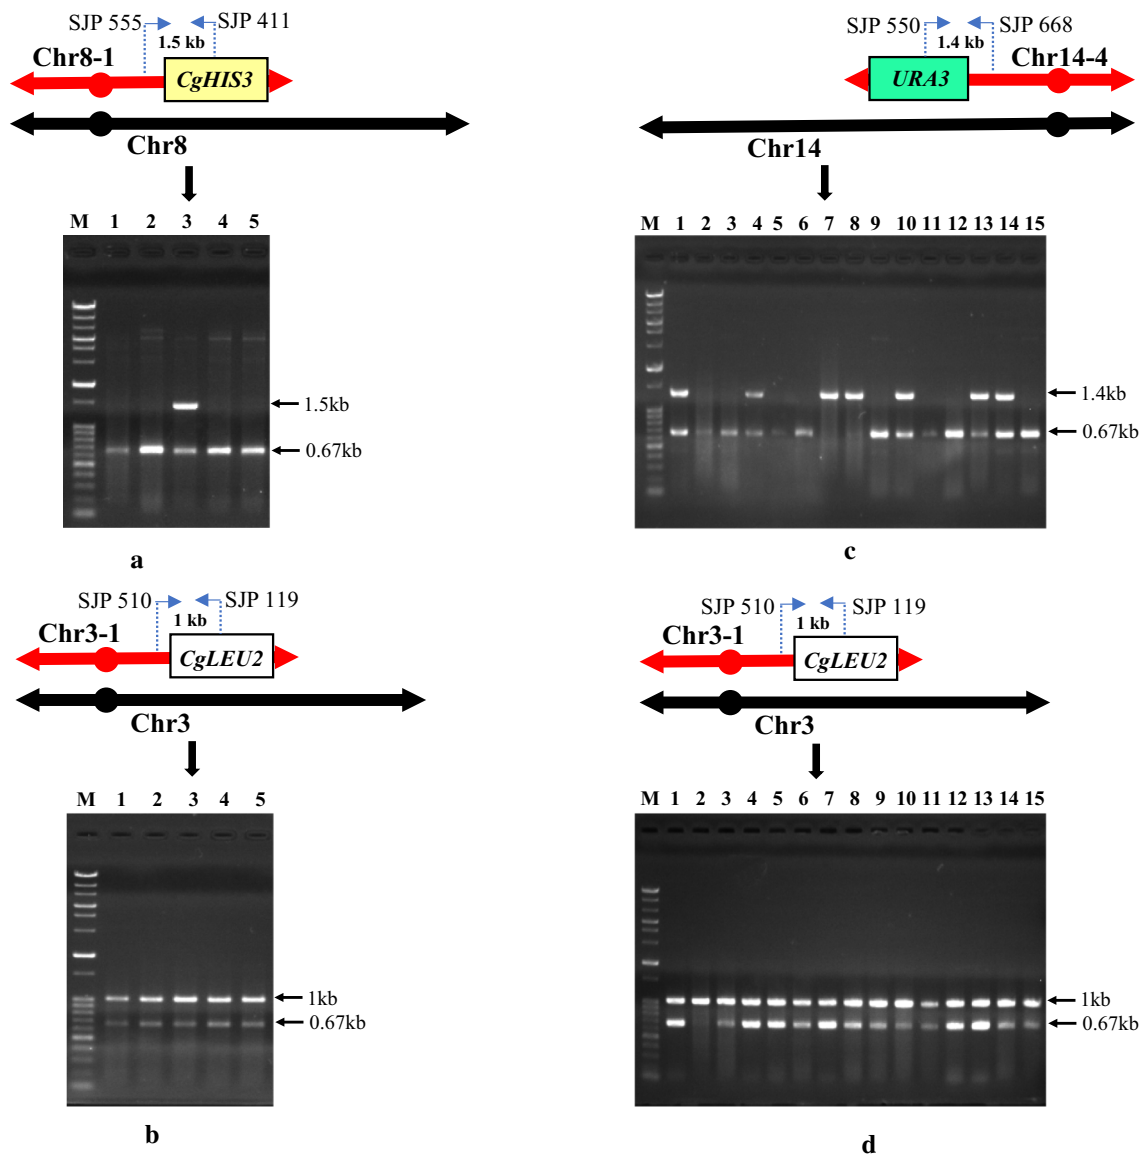 SJP 555
SJP 411
1.5 kb
Chr8-1
CgHIS3
Chr8
M 1 2 3 4 5
1.5kb
0.67kb
a
SJP 550
SJP 668
1.4 kb
Chr14-4
URA3
Chr14
M 1 2 3 4 5 6 7 8 9 10 11 12 13 14 15
1.4kb
0.67kb
c
SJP 510
SJP 119
1 kb
Chr3-1
CgLEU2
Chr3
M 1 2 3 4 5
1kb
0.67kb
b
SJP 510
SJP 119
1 kb
Chr3-1
CgLEU2
Chr3
M 1 2 3 4 5 6 7 8 9 10 11 12 13 14 15
1kb
0.67kb
d